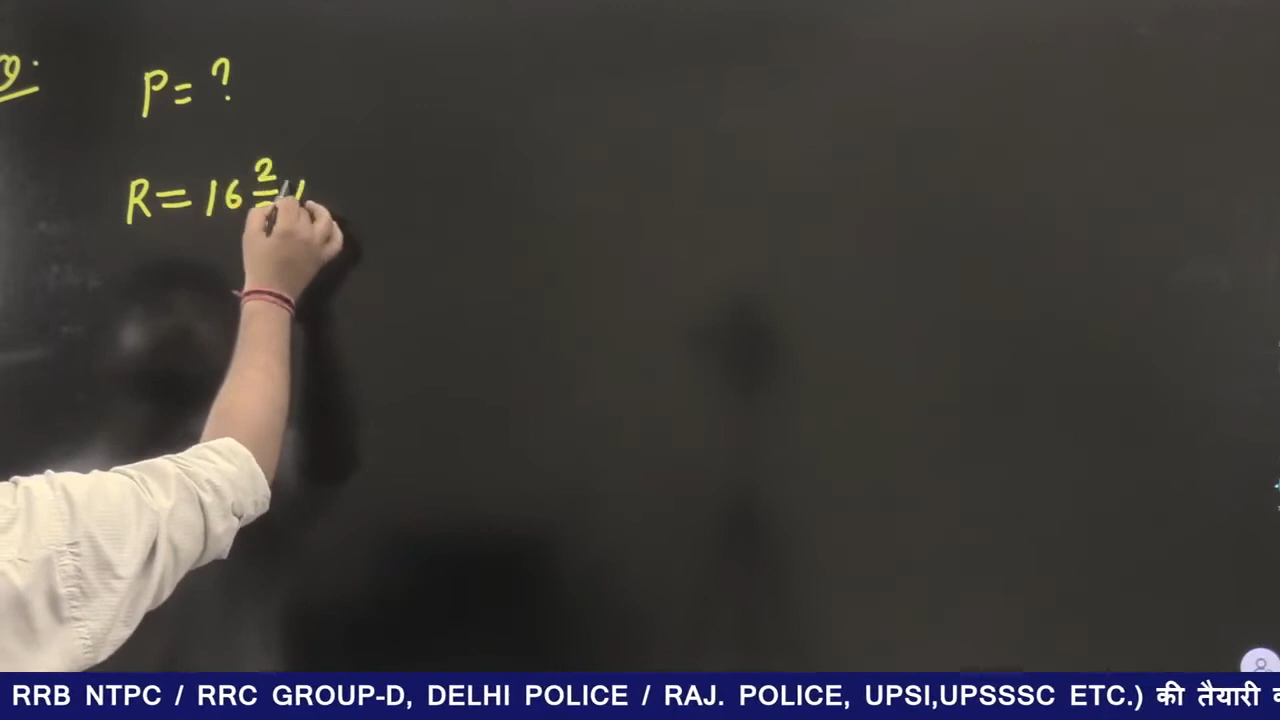 P = ?
R = 16 2
RRB NTPC / RRC GROUP-D, DELHI POLICE / RAJ. POLICE, UPSI,UPSSSC ETC.) की तैयारी